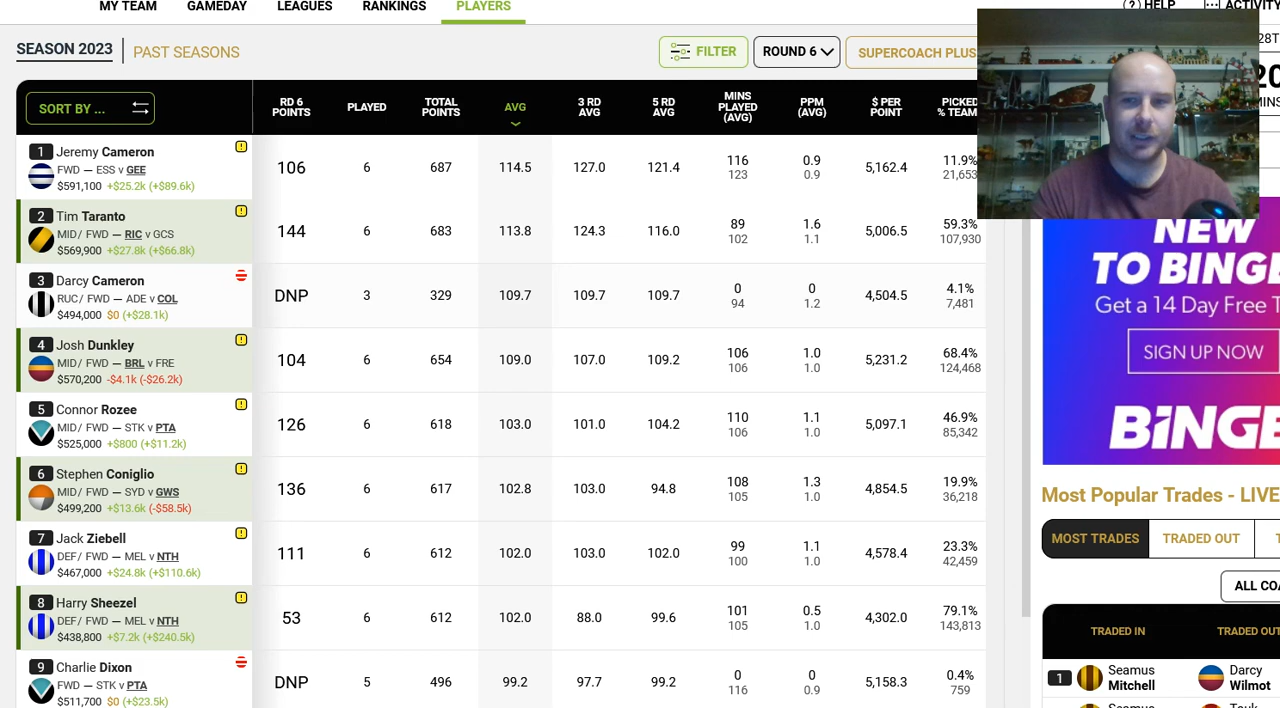 MY TEAM GAMEDAY LEAGUES RANKINGS PLAYERS
? HELP ACTIVITY
SEASON 2023 PAST SEASONS FILTER ROUND 6 SUPERCOACH PLUS
SORT BY ... RD 6 POINTS PLAYED TOTAL POINTS AVG 3 RD AVG 5 RD AVG MINS PLAYED (AVG) PPM (AVG) $ PER POINT PICKED % TEAM
1 Jeremy Cameron
FWD — ESS v GEE
$591,100 +$25.2k (+$89.6k)
106 6 687 114.5 127.0 121.4 116 123 0.9 0.9 5,162.4 11.9% 21,653
2 Tim Taranto
MID/ FWD — RIC v GCS
$569,900 +$27.8k (+$66.8k)
144 6 683 113.8 124.3 116.0 89 102 1.6 1.1 5,006.5 59.3% 107,930
3 Darcy Cameron
RUC/ FWD — ADE v COL
$494,000 $0 (+$28.1k)
DNP 3 329 109.7 109.7 109.7 0 94 0 1.2 4,504.5 4.1% 7,481
4 Josh Dunkley
MID/ FWD — BRL v FRE
$570,200 -$4.1k (-$26.2k)
104 6 654 109.0 107.0 109.2 106 106 1.0 1.0 5,231.2 68.4% 124,468
5 Connor Rozee
MID/ FWD — STK v PTA
$525,000 +$800 (+$11.2k)
126 6 618 103.0 101.0 104.2 110 106 1.1 1.0 5,097.1 46.9% 85,342
6 Stephen Coniglio
MID/ FWD — SYD v GWS
$499,200 +$13.6k (-$58.5k)
136 6 617 102.8 103.0 94.8 108 105 1.3 1.0 4,854.5 19.9% 36,218
7 Jack Ziebell
DEF/ FWD — MEL v NTH
$467,000 +$24.8k (+$110.6k)
111 6 612 102.0 103.0 102.0 99 100 1.1 1.0 4,578.4 23.3% 42,459
8 Harry Sheezel
DEF/ FWD — MEL v NTH
$438,800 +$7.2k (+$240.5k)
53 6 612 102.0 88.0 99.6 101 105 0.5 1.0 4,302.0 79.1% 143,813
9 Charlie Dixon
FWD — STK v PTA
$511,700 $0 (+$23.5k)
DNP 5 496 99.2 97.7 99.2 0 116 0 0.9 5,158.3 0.4% 759
NEW
TO BINGE
Get a 14 Day Free T
SIGN UP NOW
BiNGE
Most Popular Trades - LIVE
MOST TRADES TRADED OUT T
ALL COA
TRADED IN TRADED OUT
1 Seamus Mitchell Darcy Wilmot
Seamus